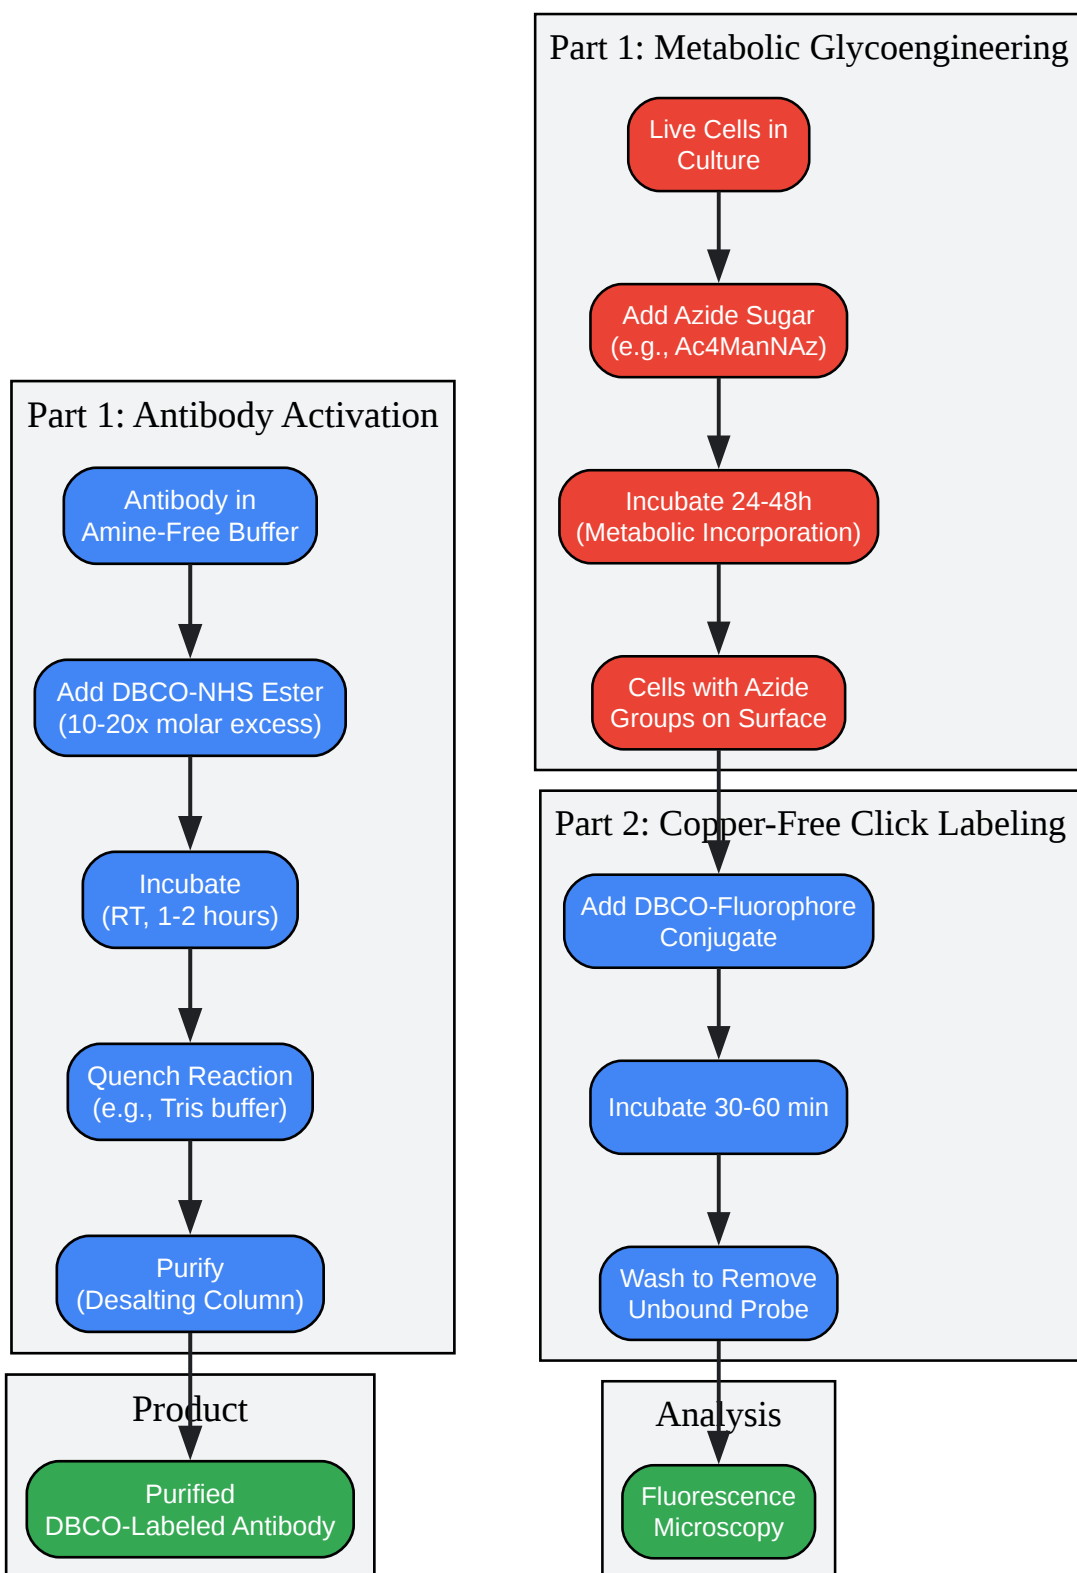 Part 1: Antibody Activation
Antibody in
Amine-Free Buffer
Add DBCO-NHS Ester
(10-20x molar excess)
Incubate
(RT, 1-2 hours)
Quench Reaction
(e.g., Tris buffer)
Purify
(Desalting Column)
Product
Purified
DBCO-Labeled Antibody
Part 1: Metabolic Glycoengineering
Live Cells in
Culture
Add Azide Sugar
(e.g., Ac4ManNAz)
Incubate 24-48h
(Metabolic Incorporation)
Cells with Azide
Groups on Surface
Part 2: Copper-Free Click Labeling
Add DBCO-Fluorophore
Conjugate
Incubate 30-60 min
Wash to Remove
Unbound Probe
Analysis
Fluorescence
Microscopy